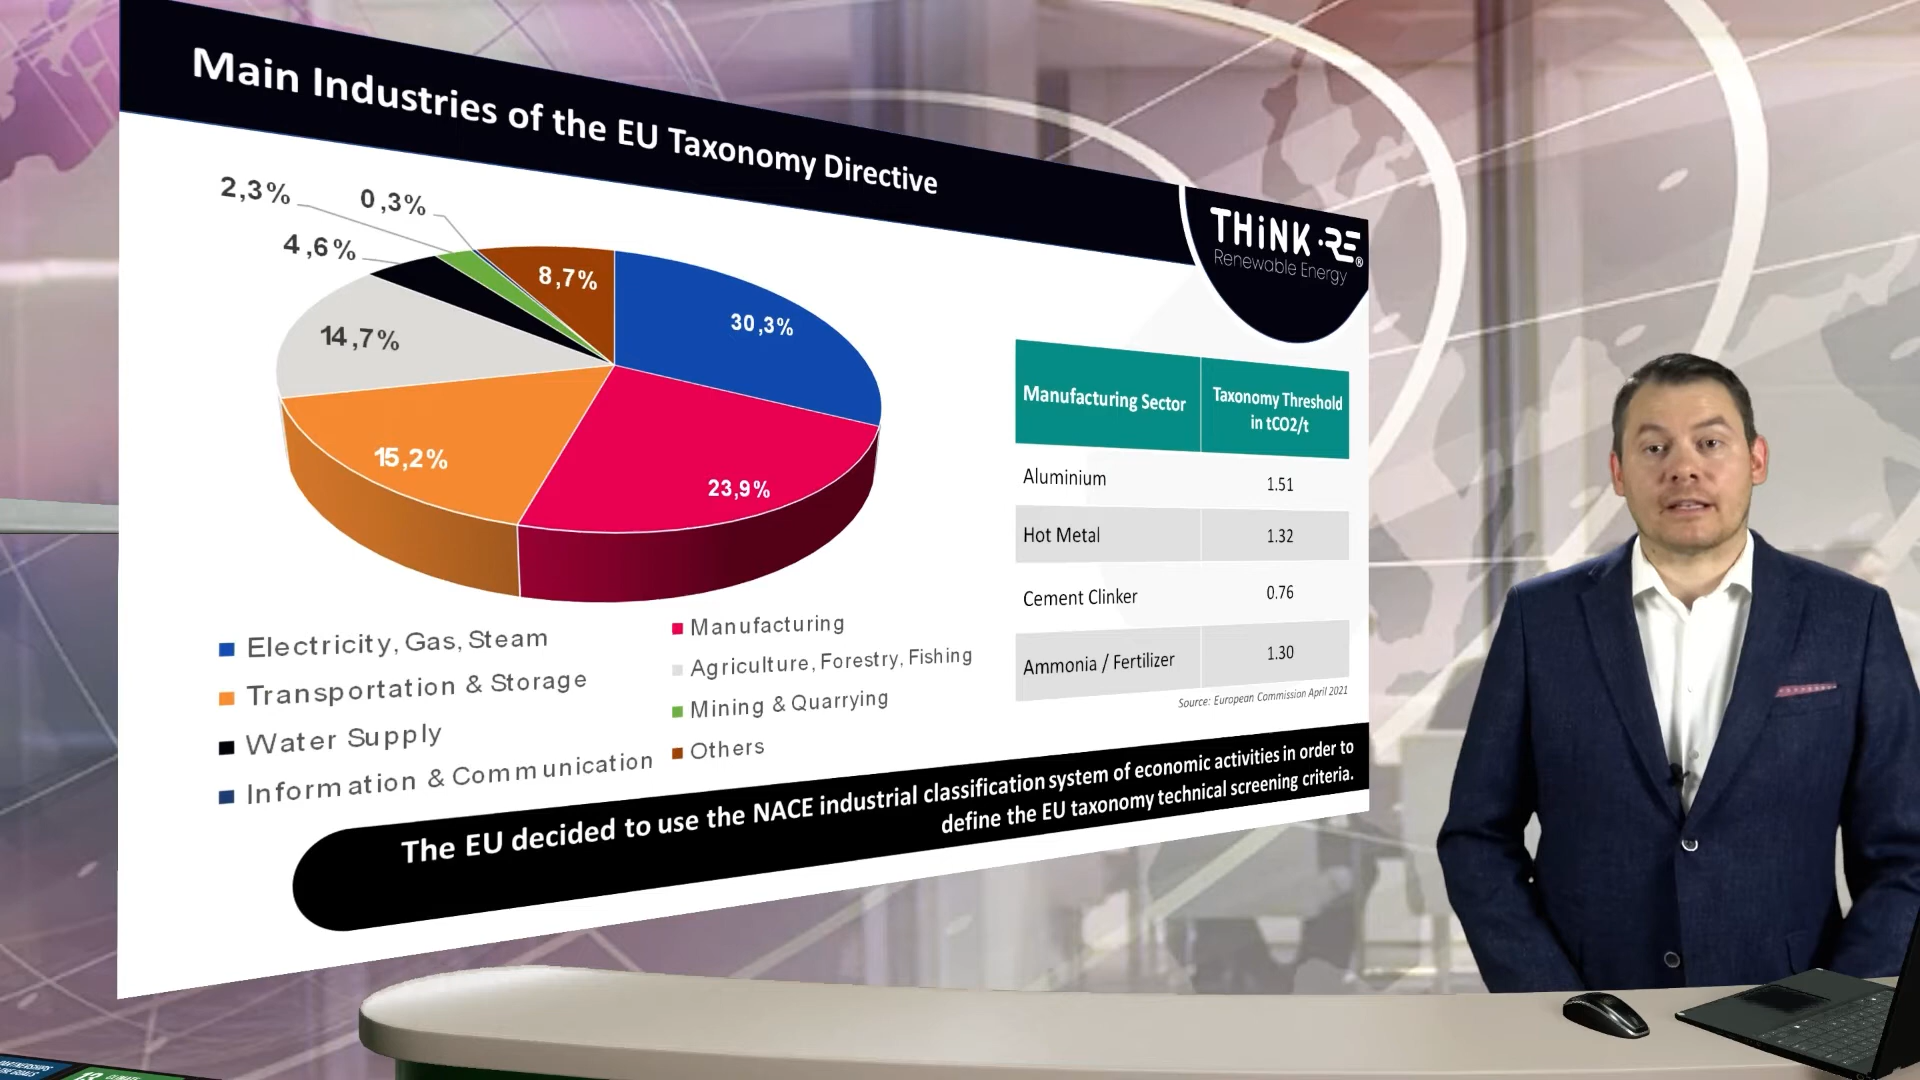 Main Industries of the EU Taxonomy Directive
THiNK·RE®
Renewable Energy
2,3%
0,3%
4,6%
8,7%
30,3%
14,7%
15,2%
23,9%
Electricity, Gas, Steam
Manufacturing
Transportation & Storage
Agriculture, Forestry, Fishing
Water Supply
Mining & Quarrying
Information & Communication
Others
Manufacturing Sector
Taxonomy Threshold
in tCO2/t
Aluminium
1.51
Hot Metal
1.32
Cement Clinker
0.76
Ammonia / Fertilizer
1.30
Source: European Commission April 2021
The EU decided to use the NACE industrial classification system of economic activities in order to
define the EU taxonomy technical screening criteria.
13 CLIMATE